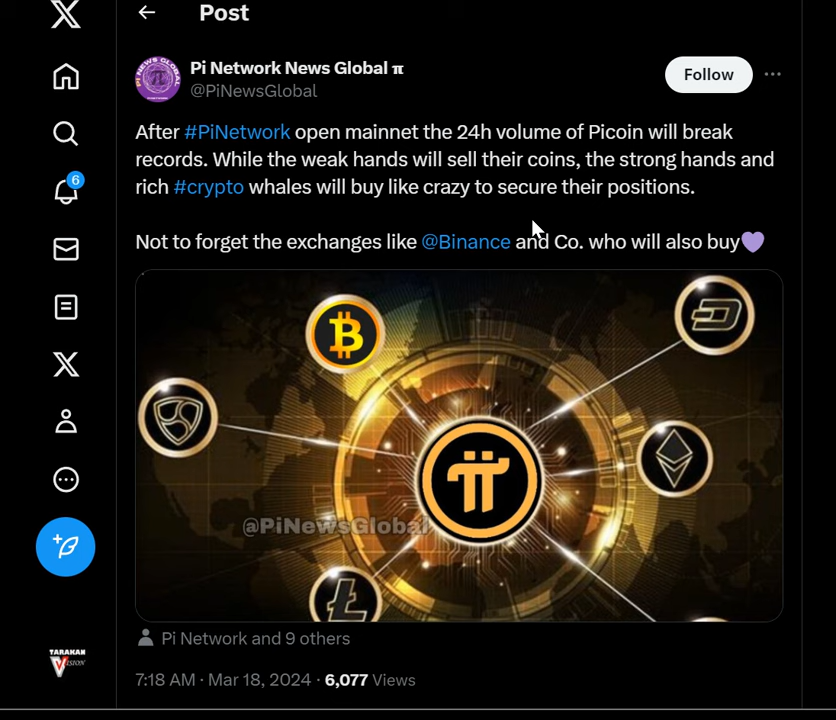 Post
Pi Network News Global π
@PiNewsGlobal
Follow
After #PiNetwork open mainnet the 24h volume of Picoin will break
records. While the weak hands will sell their coins, the strong hands and
rich #crypto whales will buy like crazy to secure their positions.
6
Not to forget the exchanges like @Binance and Co. who will also buy💜
@PiNewsGlobal
Pi Network and 9 others
TARAKAN
Vision
7:18 AM · Mar 18, 2024 · 6,077 Views